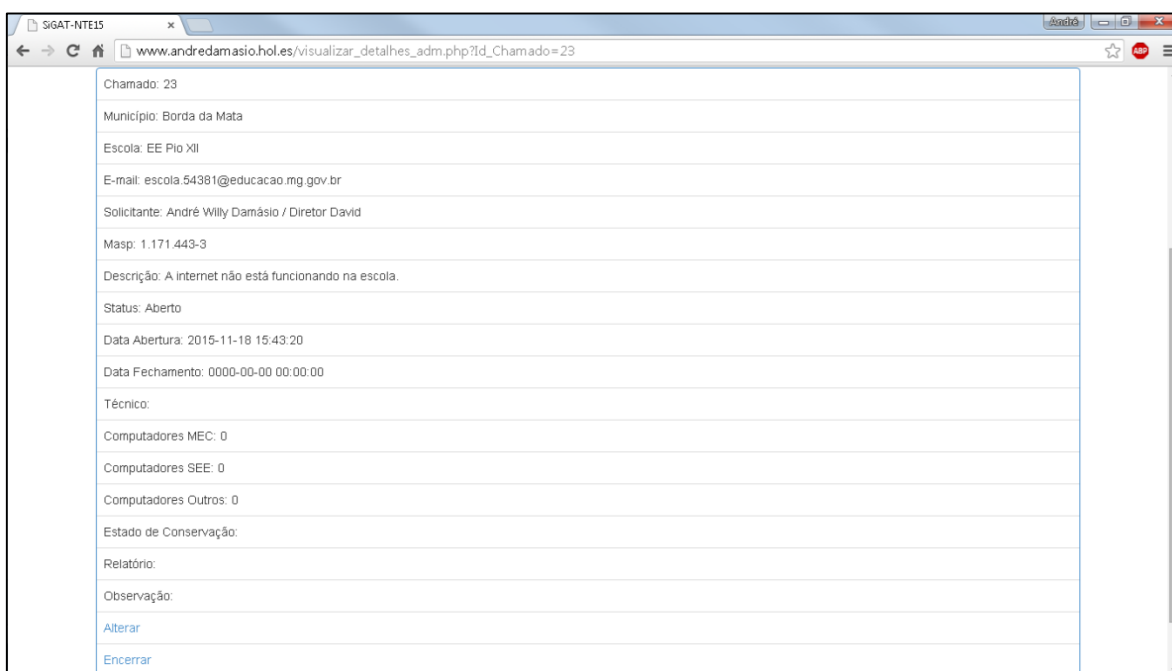 SiGAT-NTE15
André
www.andredamasio.hol.es/visualizar_detalhes_adm.php?Id_Chamado=23
ABP
Chamado: 23
Município: Borda da Mata
Escola: EE Pio XII
E-mail: escola.54381@educacao.mg.gov.br
Solicitante: André Willy Damásio / Diretor David
Masp: 1.171.443-3
Descrição: A internet não está funcionando na escola.
Status: Aberto
Data Abertura: 2015-11-18 15:43:20
Data Fechamento: 0000-00-00 00:00:00
Técnico:
Computadores MEC: 0
Computadores SEE: 0
Computadores Outros: 0
Estado de Conservação:
Relatório:
Observação:
Alterar
Encerrar